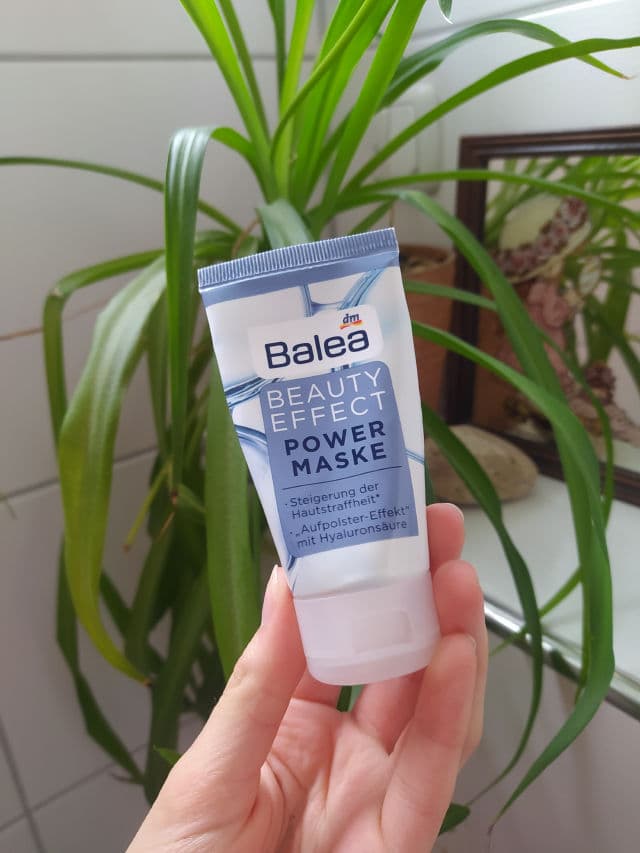 dm
Balea
BEAUTY
EFFECT
POWER
MASKE
· Steigerung der
Hautstraffheit*
· „Aufpolster-Effekt“
mit Hyaluronsäure